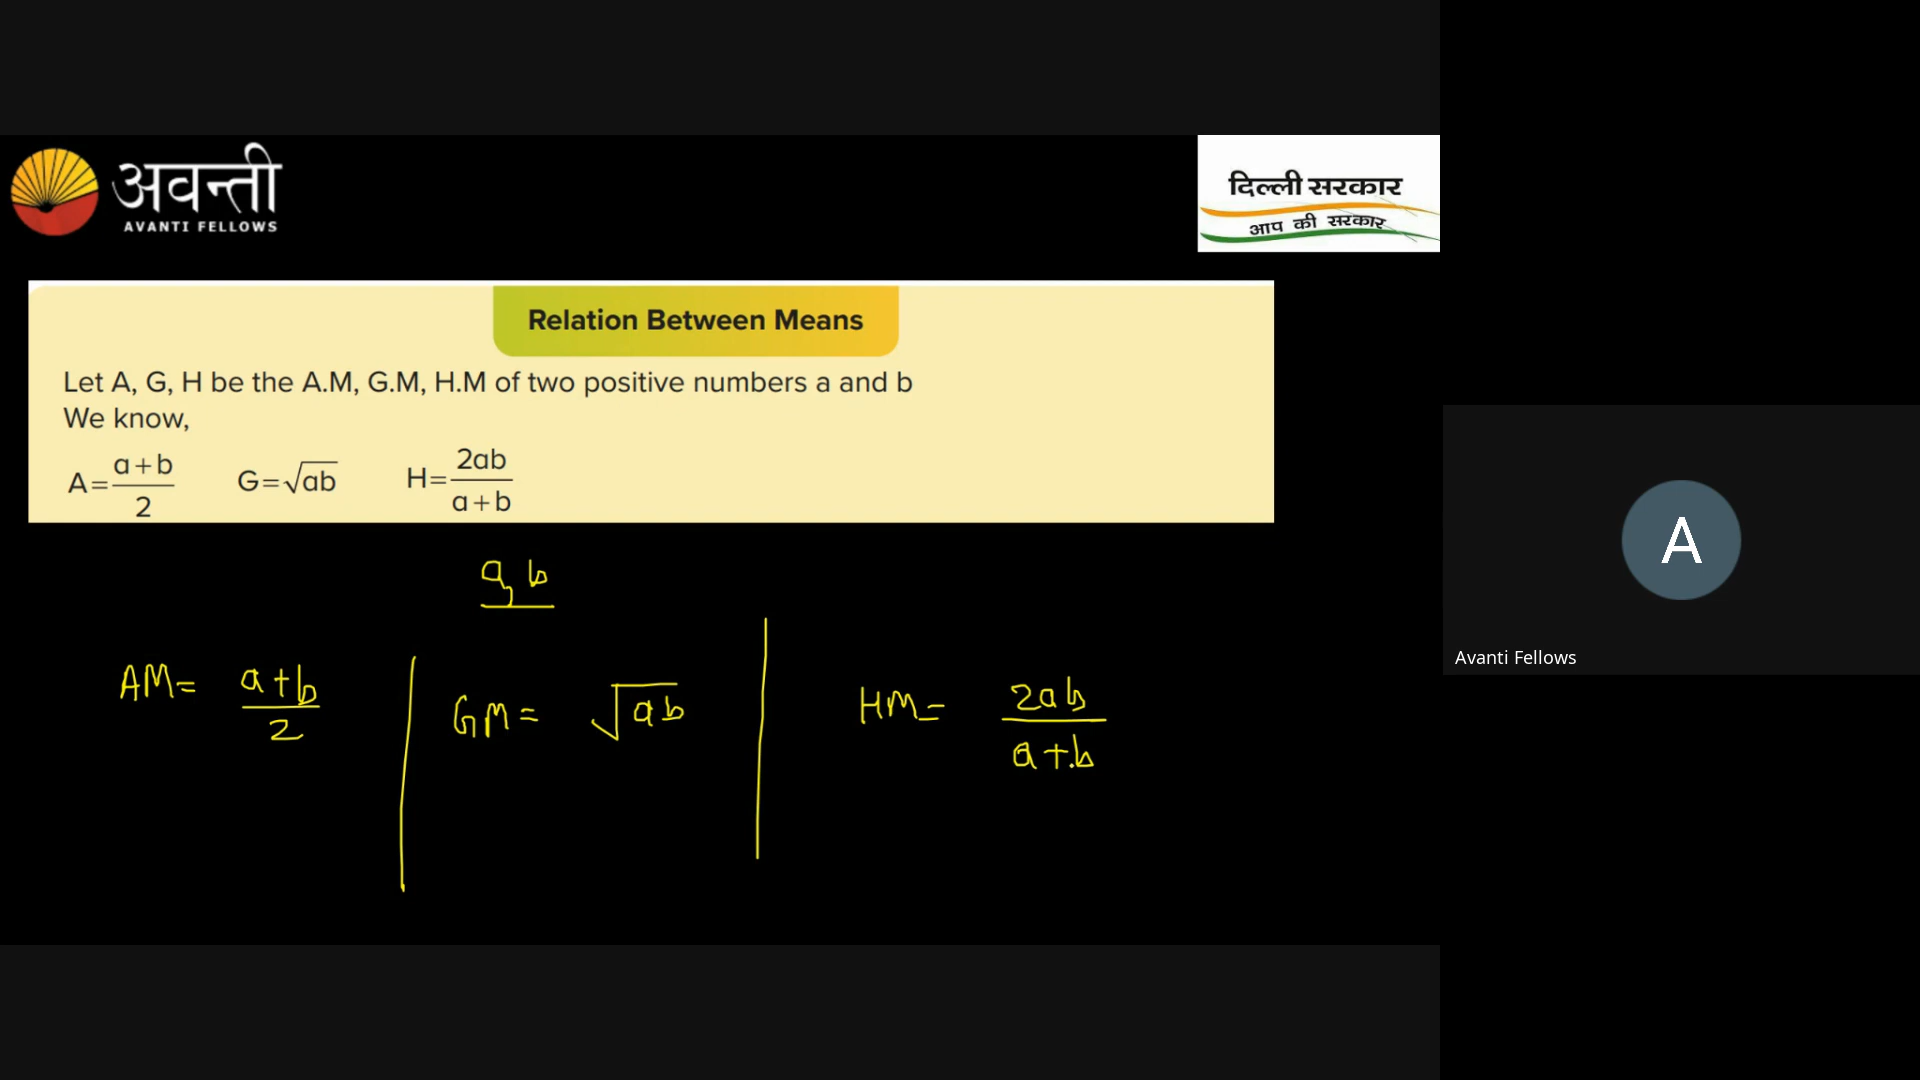 अवन्ती
AVANTI FELLOWS
दिल्ली सरकार
आप की सरकार
Relation Between Means
Let A, G, H be the A.M, G.M, H.M of two positive numbers a and b
We know,
A=a+b/2 G=√ab H=2ab/a+b
a, b
AM= a+b/2 GM= √ab HM= 2ab/a+b
A
Avanti Fellows